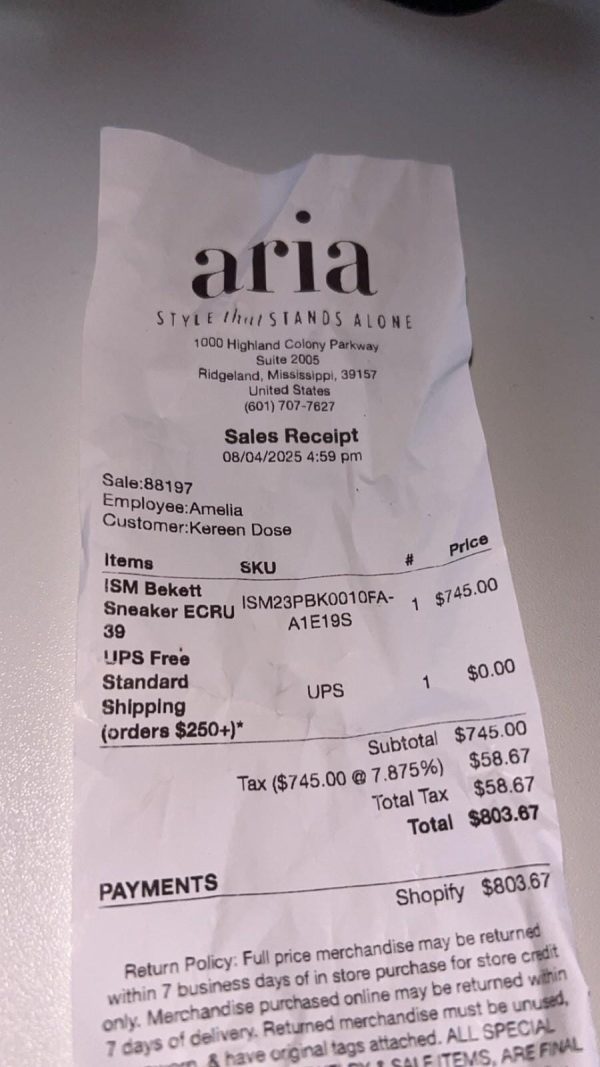 aria
STYLE that STANDS ALONE
1000 Highland Colony Parkway
Suite 2005
Ridgeland, Mississippi, 39157
United States
(601) 707-7627
Sales Receipt
08/04/2025 4:59 pm
Sale:88197
Employee:Amelia
Customer:Kereen Dose
Items SKU # Price
ISM Bekett
Sneaker ECRU
39
ISM23PBK0010FA-
A1E19S
1 $745.00
UPS Free
Standard
Shipping
(orders $250+)*
UPS 1 $0.00
Subtotal $745.00
Tax ($745.00 @ 7.875%) $58.67
Total Tax $58.67
Total $803.67
PAYMENTS
Shopify $803.67
Return Policy: Full price merchandise may be returned
within 7 business days of in store purchase for store credit
only. Merchandise purchased online may be returned within
7 days of delivery. Returned merchandise must be unused,
& have original tags attached. ALL SPECIAL
SALE ITEMS, ARE FINAL